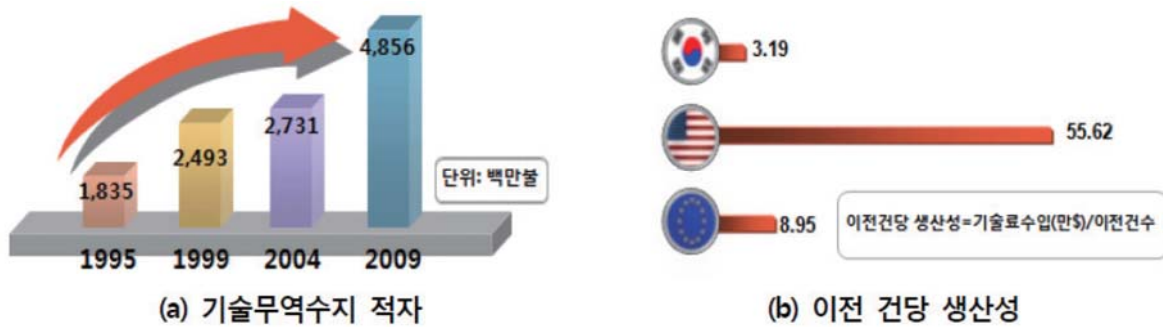 4,856
2,731
2,493
1,835
단위: 백만불
1995 1999 2004 2009
(a) 기술무역수지 적자
3.19
55.62
8.95
이전건당 생산성=기술료수입(만$)/이전건수
(b) 이전 건당 생산성